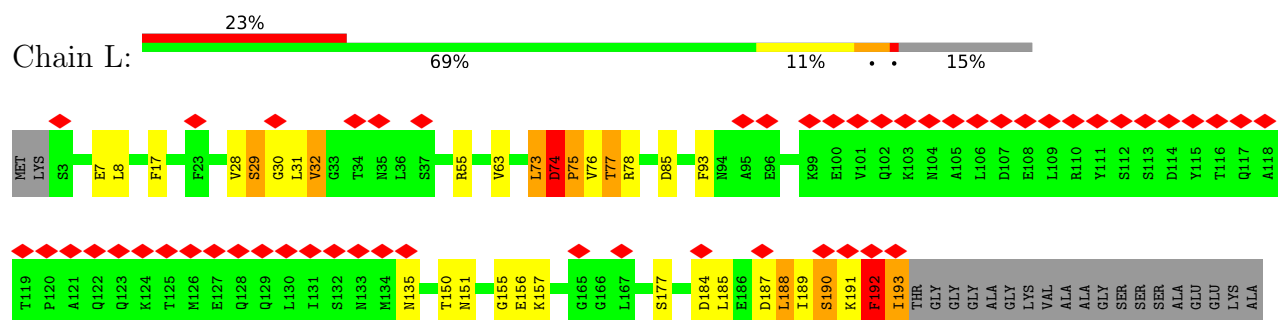 23%
Chain L:
69% 11% . . 15%
MET LYS S3 E7 L8 F17 F23 V28 S29 G30 L31 V32 G33 T34 N35 L36 S37 R55 V63 L73 D74 P75 V76 T77 R78 D85 F93 N94 A95 E96 K99 E100 V101 Q102 K103 N104 A105 L106 D107 E108 L109 R110 Y111 S112 S113 D114 Y115 T116 Q117 A118
T119 P120 A121 Q122 Q123 K124 T125 M126 E127 Q128 Q129 L130 I131 S132 N133 M134 N135 T150 N151 G155 E156 K157 G165 G166 L167 S177 D184 L185 E186 D187 L188 I189 S190 K191 F192 I193 THR GLY GLY GLY ALA GLY LYS VAL ALA ALA GLY SER SER SER ALA GLU GLU LYS ALA